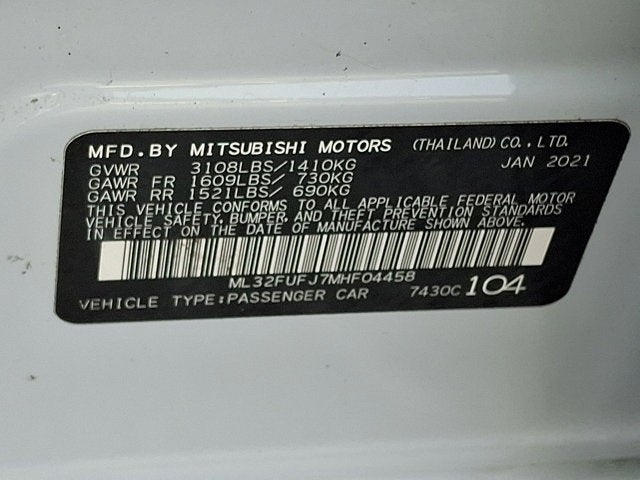 MFD.BY MITSUBISHI MOTORS (THAILAND) CO., LTD.
GVWR 3108LBS/1410KG JAN 2021
GAWR FR 1609LBS/ 730KG
GAWR RR 1521LBS/ 690KG
THIS VEHICLE CONFORMS TO ALL APPLICABLE FEDERAL MOTOR
VEHICLE SAFETY, BUMPER, AND THEFT PREVENTION STANDARDS
IN EFFECT ON THE DATE OF MANUFACTURE SHOWN ABOVE.
ML32FUFJ7MHF04458
VEHICLE TYPE:PASSENGER CAR 7430C 104